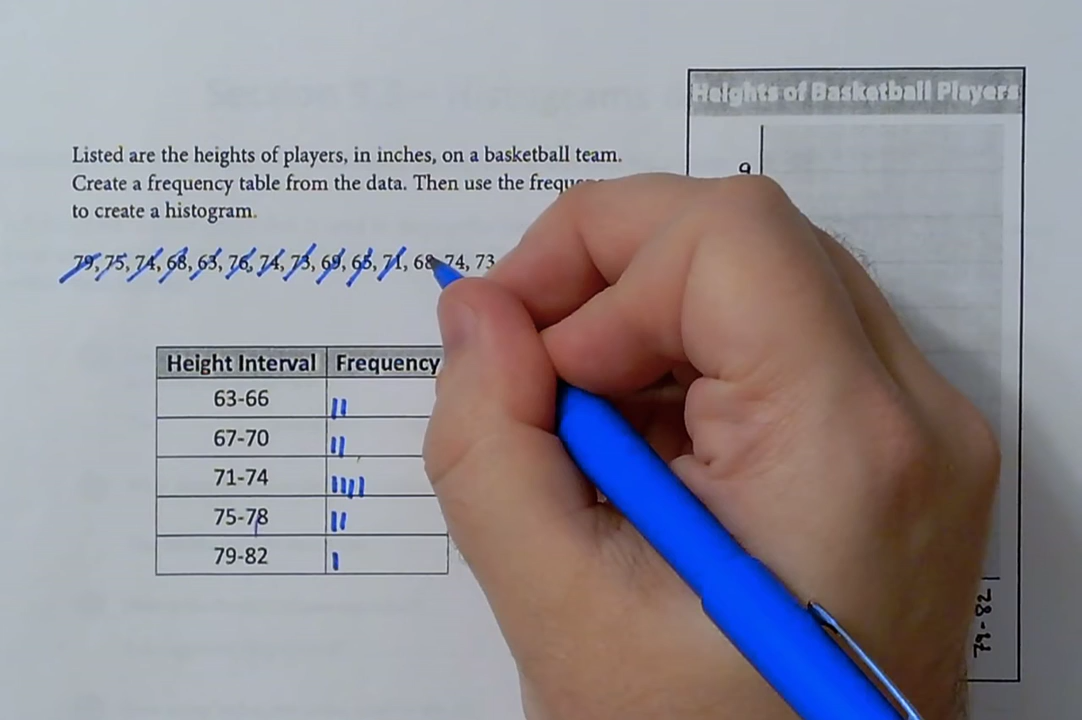 Heights of Basketball Players
Listed are the heights of players, in inches, on a basketball team.
Create a frequency table from the data. Then use the
to create a histogram.
9
79, 75, 74, 68, 63, 76, 74, 73, 69, 65, 71, 68, 74, 73
Height Interval Frequency
63-66
67-70
71-74
75-78
79-82
79-82